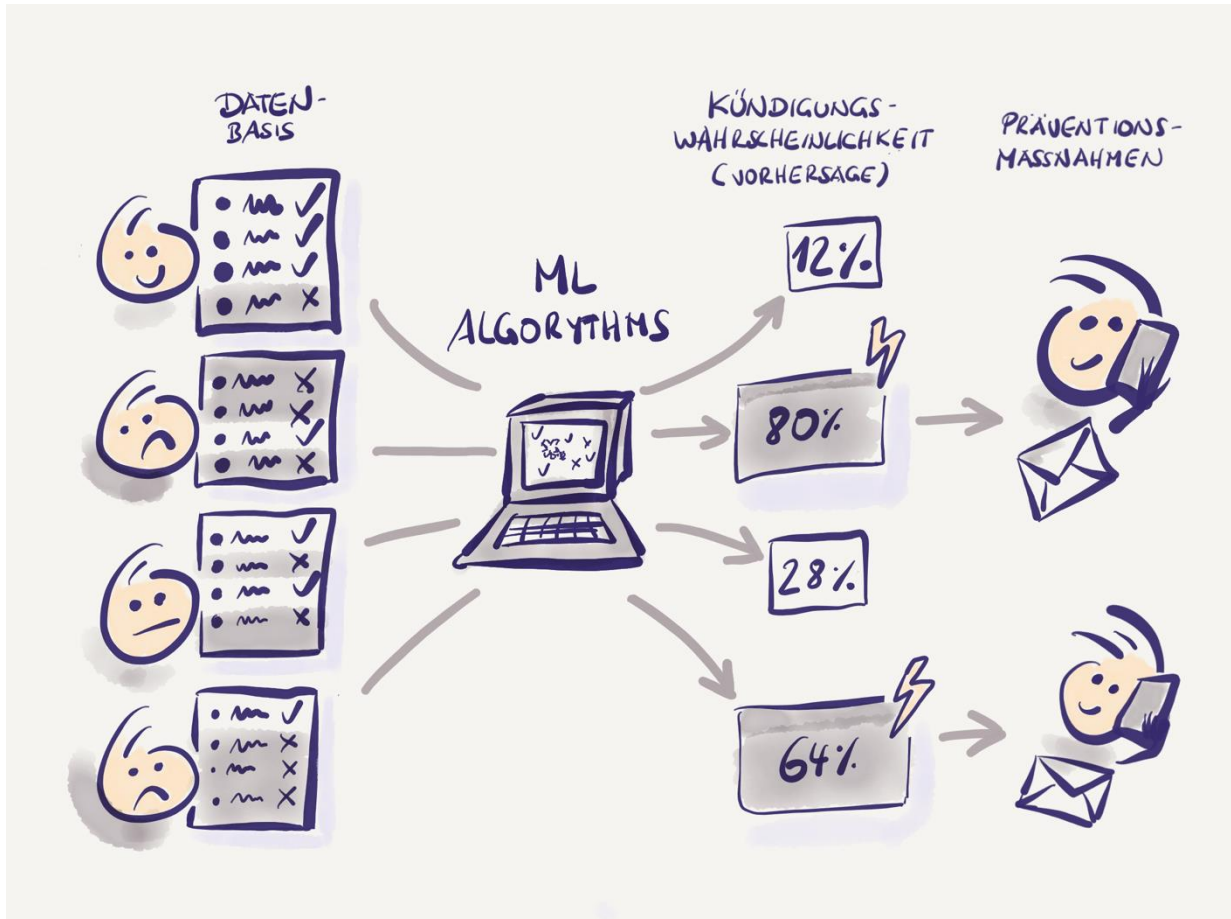 DATEN-
BASIS
ML
ALGORYTHMS
KÜNDIGUNGS-
WAHRSCHEINLICHKEIT
(VORHERSAGE)
PRÄVENTIONS-
MASSNAHMEN
12%
80%
28%
64%